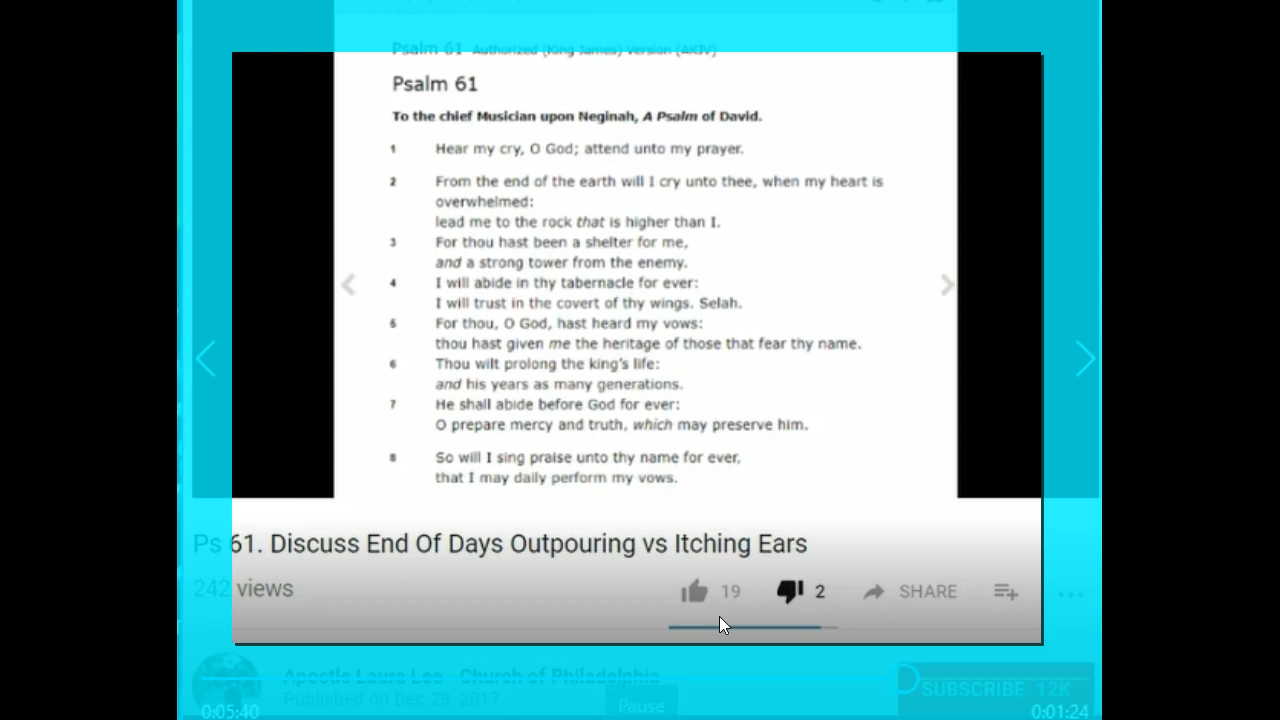 Psalm 61 Authorized (King James) Version (AKJV)
Psalm 61
To the chief Musician upon Neginah, A Psalm of David.
1 Hear my cry, O God; attend unto my prayer.
2 From the end of the earth will I cry unto thee, when my heart is
overwhelmed:
lead me to the rock that is higher than I.
3 For thou hast been a shelter for me,
and a strong tower from the enemy.
4 I will abide in thy tabernacle for ever:
I will trust in the covert of thy wings. Selah.
5 For thou, O God, hast heard my vows:
thou hast given me the heritage of those that fear thy name.
6 Thou wilt prolong the king's life:
and his years as many generations.
7 He shall abide before God for ever:
O prepare mercy and truth, which may preserve him.
8 So will I sing praise unto thy name for ever,
that I may daily perform my vows.
Ps 61. Discuss End Of Days Outpouring vs Itching Ears
242 views 19 2 SHARE
Apostle Laura Lee - Church of Philadelphia
SUBSCRIBE 12K
Published on Dec 28, 2017
Pause
0:05:40 0:01:24